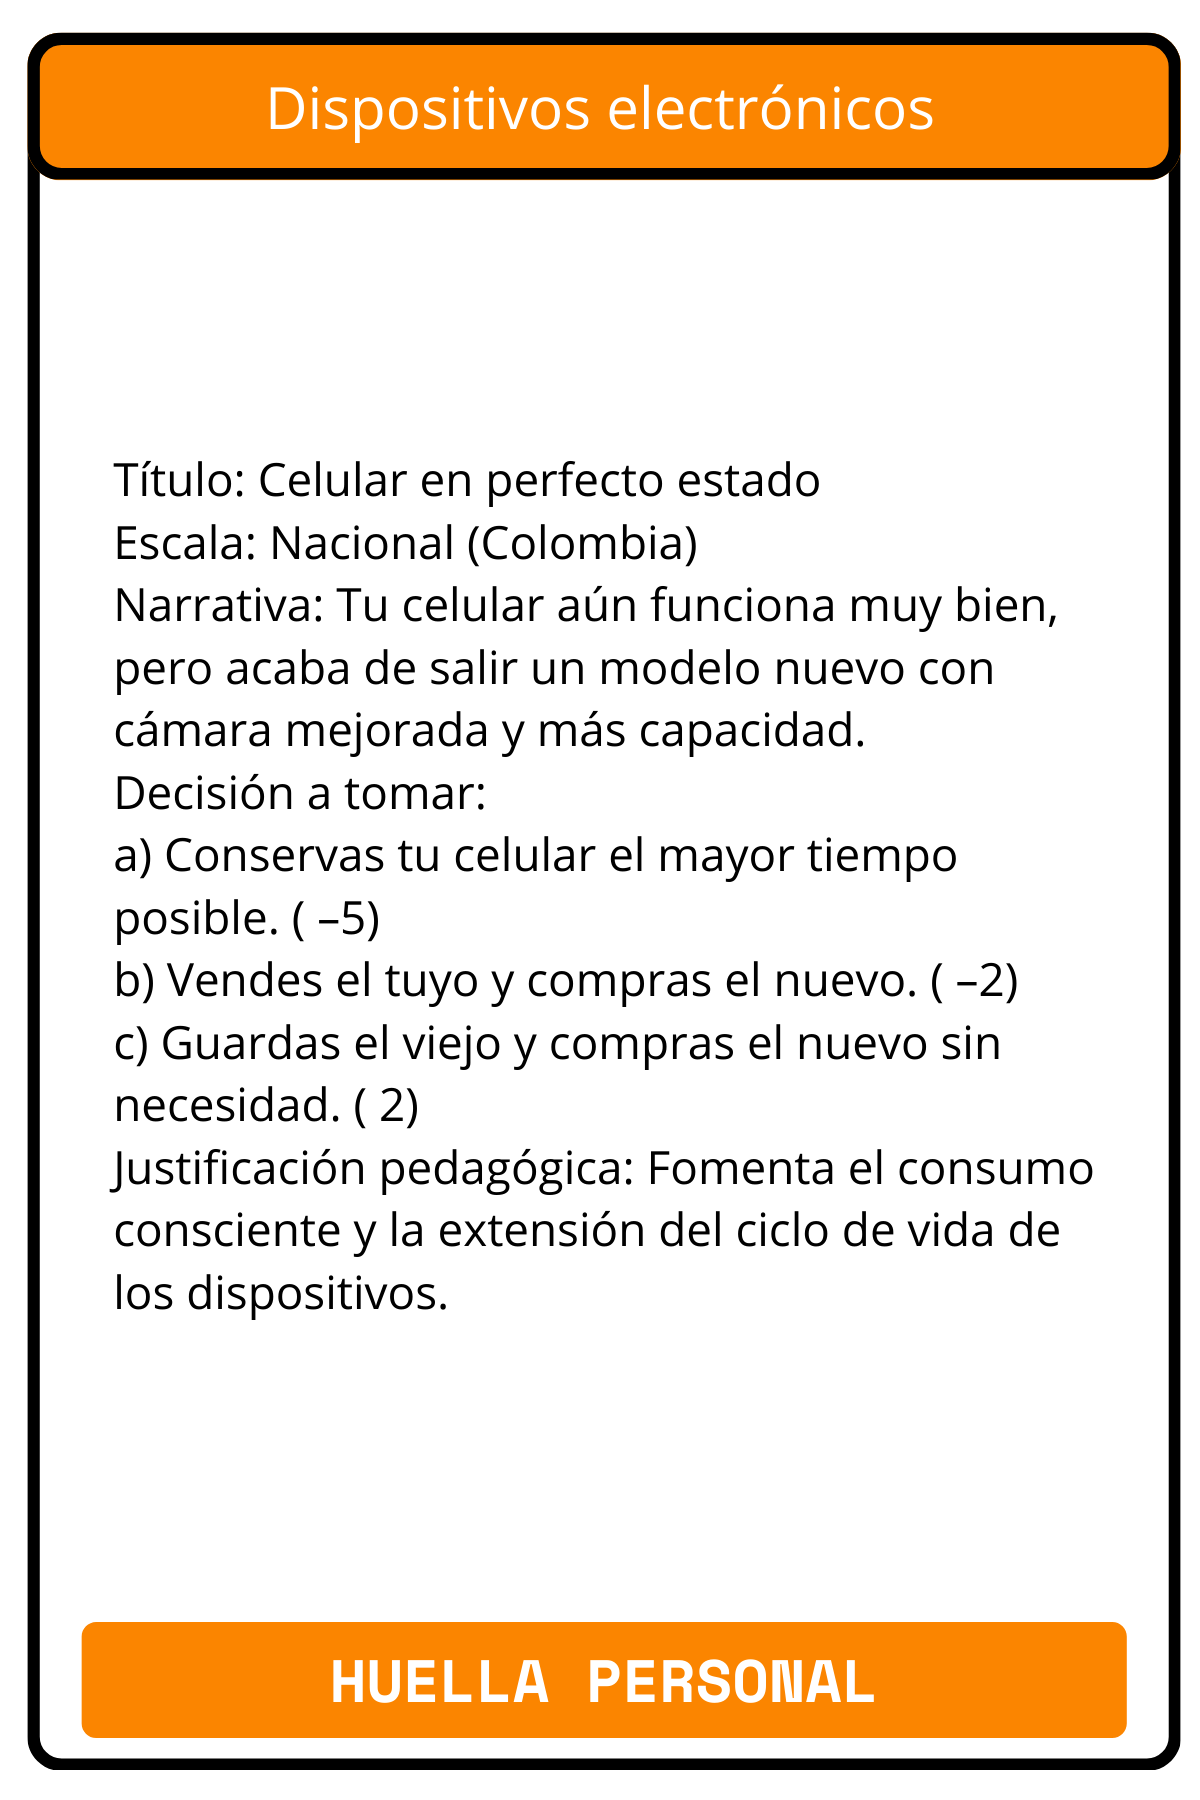 Dispositivos electrónicos
Título: Celular en perfecto estado
Escala: Nacional (Colombia)
Narrativa: Tu celular aún funciona muy bien,
pero acaba de salir un modelo nuevo con
cámara mejorada y más capacidad.
Decisión a tomar:
a) Conservas tu celular el mayor tiempo
posible. ( –5)
b) Vendes el tuyo y compras el nuevo. ( –2)
c) Guardas el viejo y compras el nuevo sin
necesidad. ( 2)
Justificación pedagógica: Fomenta el consumo
consciente y la extensión del ciclo de vida de
los dispositivos.
HUELLA PERSONAL